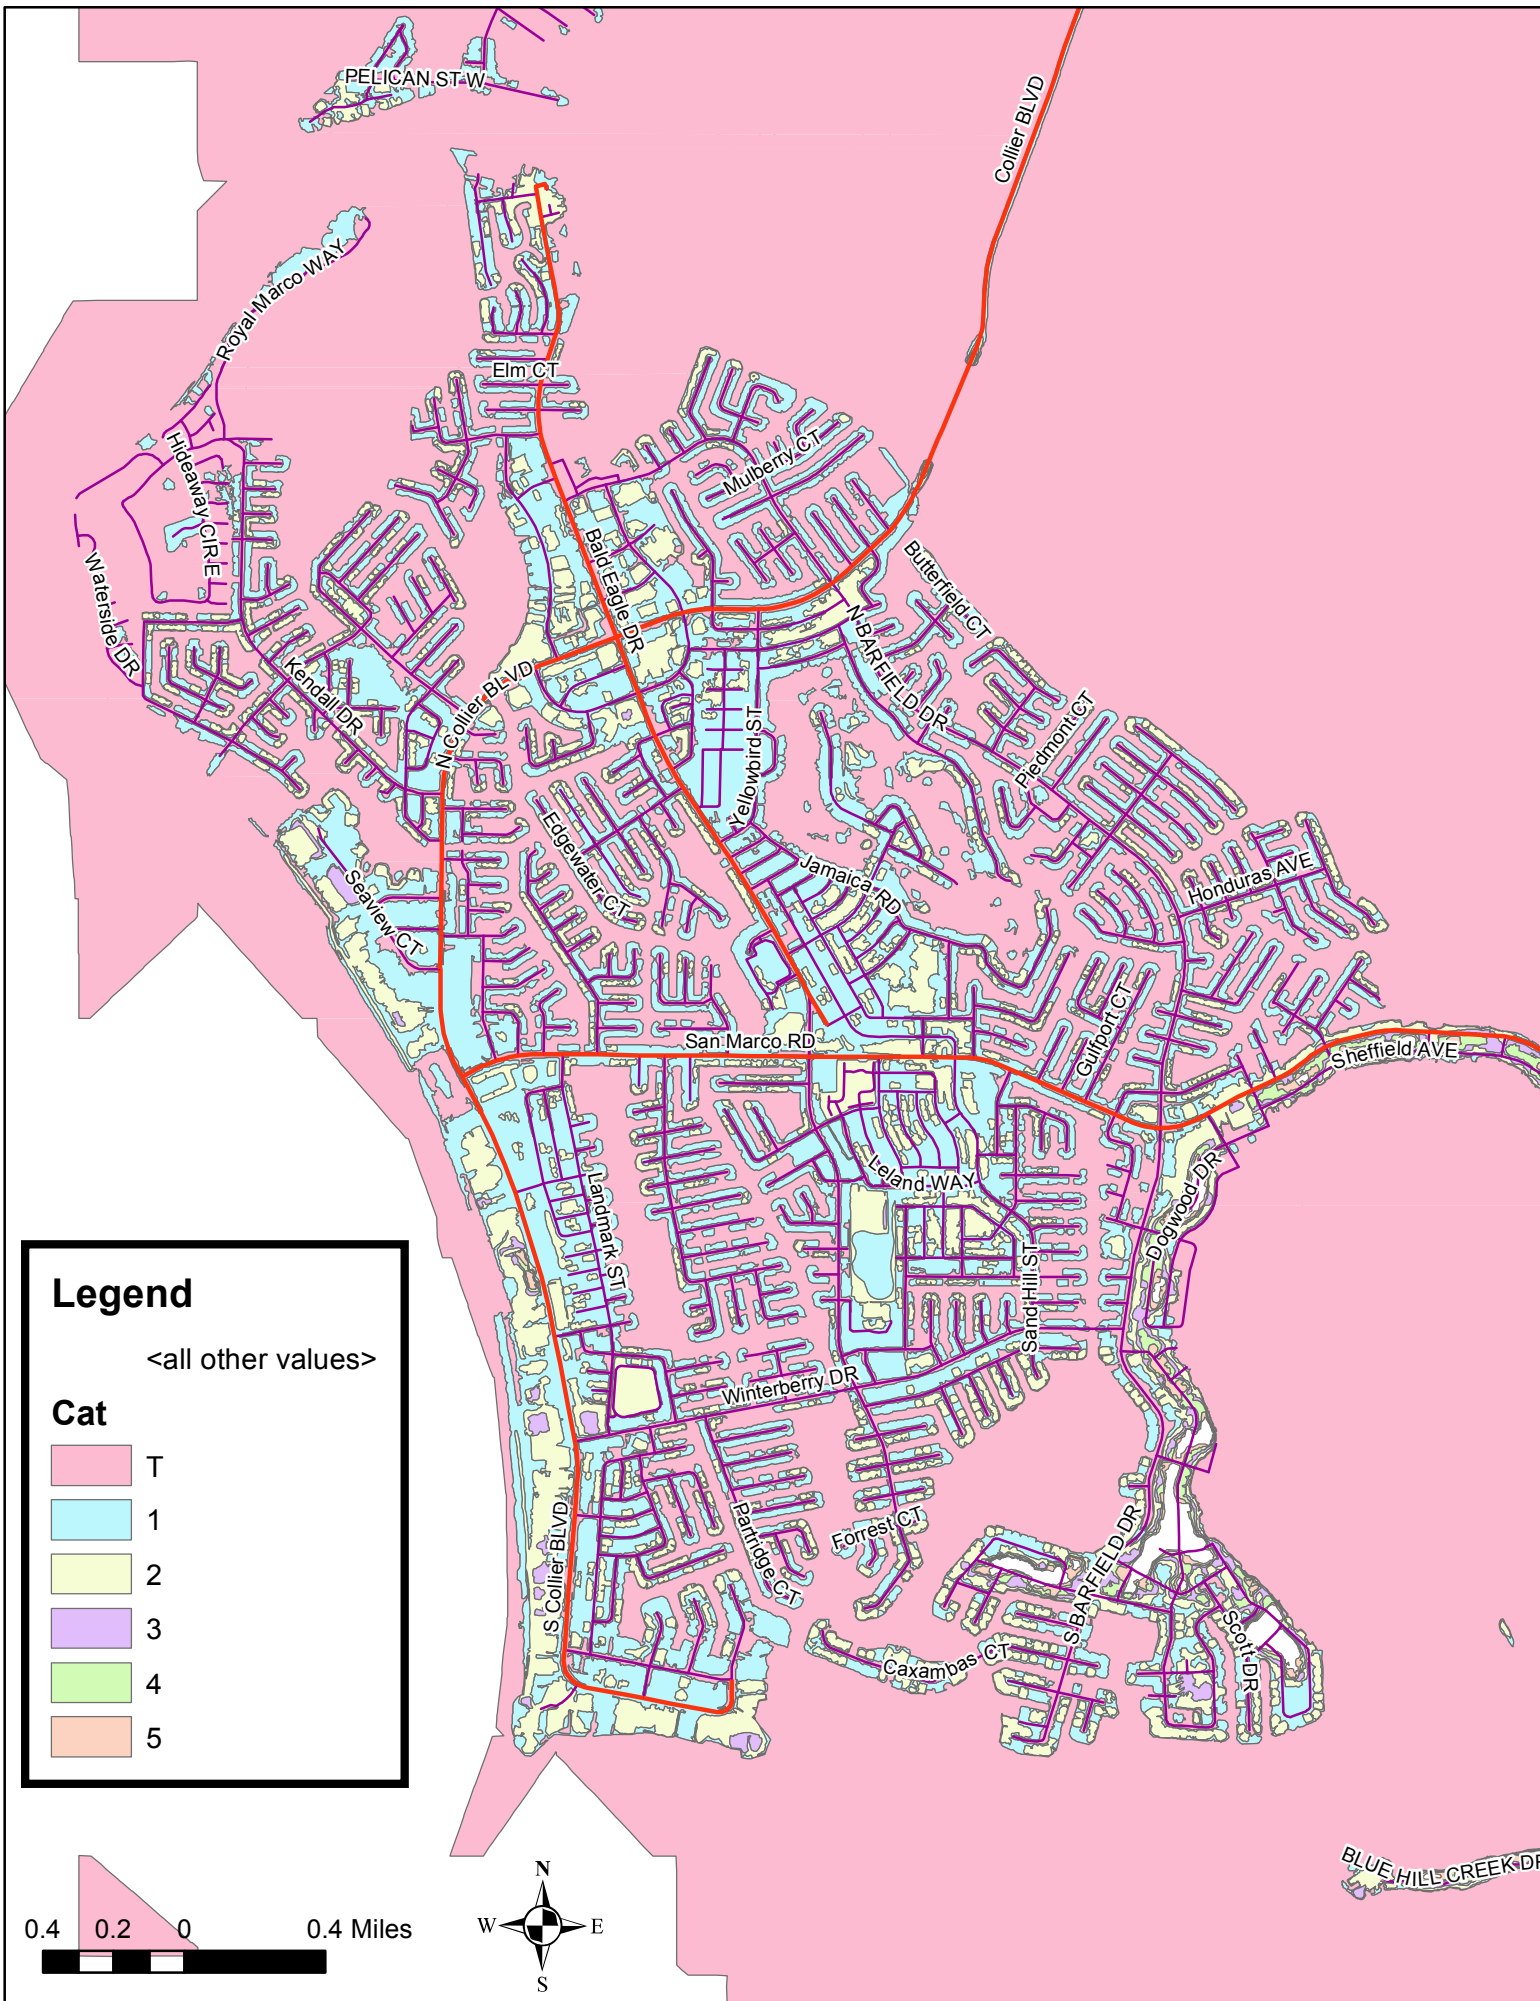 PELICAN ST W
Collier BLVD
Royal Marco WAY
Elm CT
Hideaway CIR E
Mulberry CT
Bald Eagle DR
Butterfield CT
Waterside DR
N BARFIELD DR
Kendall DR
N Collier BLVD
Yellowbird ST
Piedmont CT
Edgewater CT
Jamaica RD
Honduras AVE
Seaview CT
Gulfport CT
San Marco RD
Sheffield AVE
Leland WAY
Landmark ST
Dogwood DR
Sand Hill ST
Winterberry DR
S Collier BLVD
Partridge CT
Forrest CT
S BARFIELD DR
Caxambas CT
Scott DR
BLUE HILL CREEK DR
Legend
<all other values>
Cat
T
1
2
3
4
5
0.4 0.2 0 0.4 Miles
N
W E
S